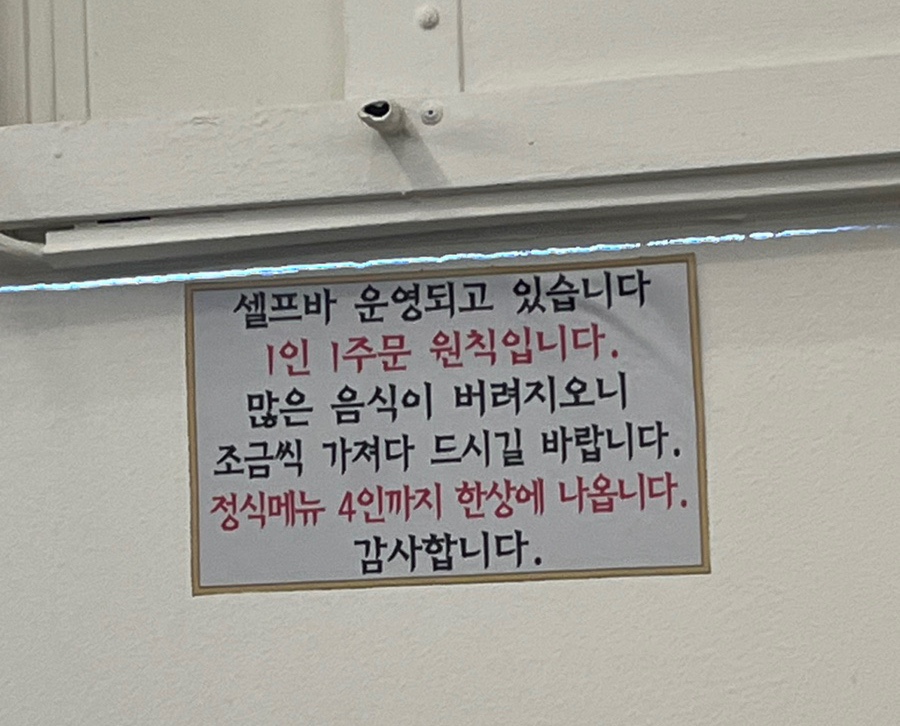 셀프바 운영되고 있습니다
1인 1주문 원칙입니다.
많은 음식이 버려지오니
조금씩 가져다 드시길 바랍니다.
정식메뉴 4인까지 한상에 나옵니다.
감사합니다.